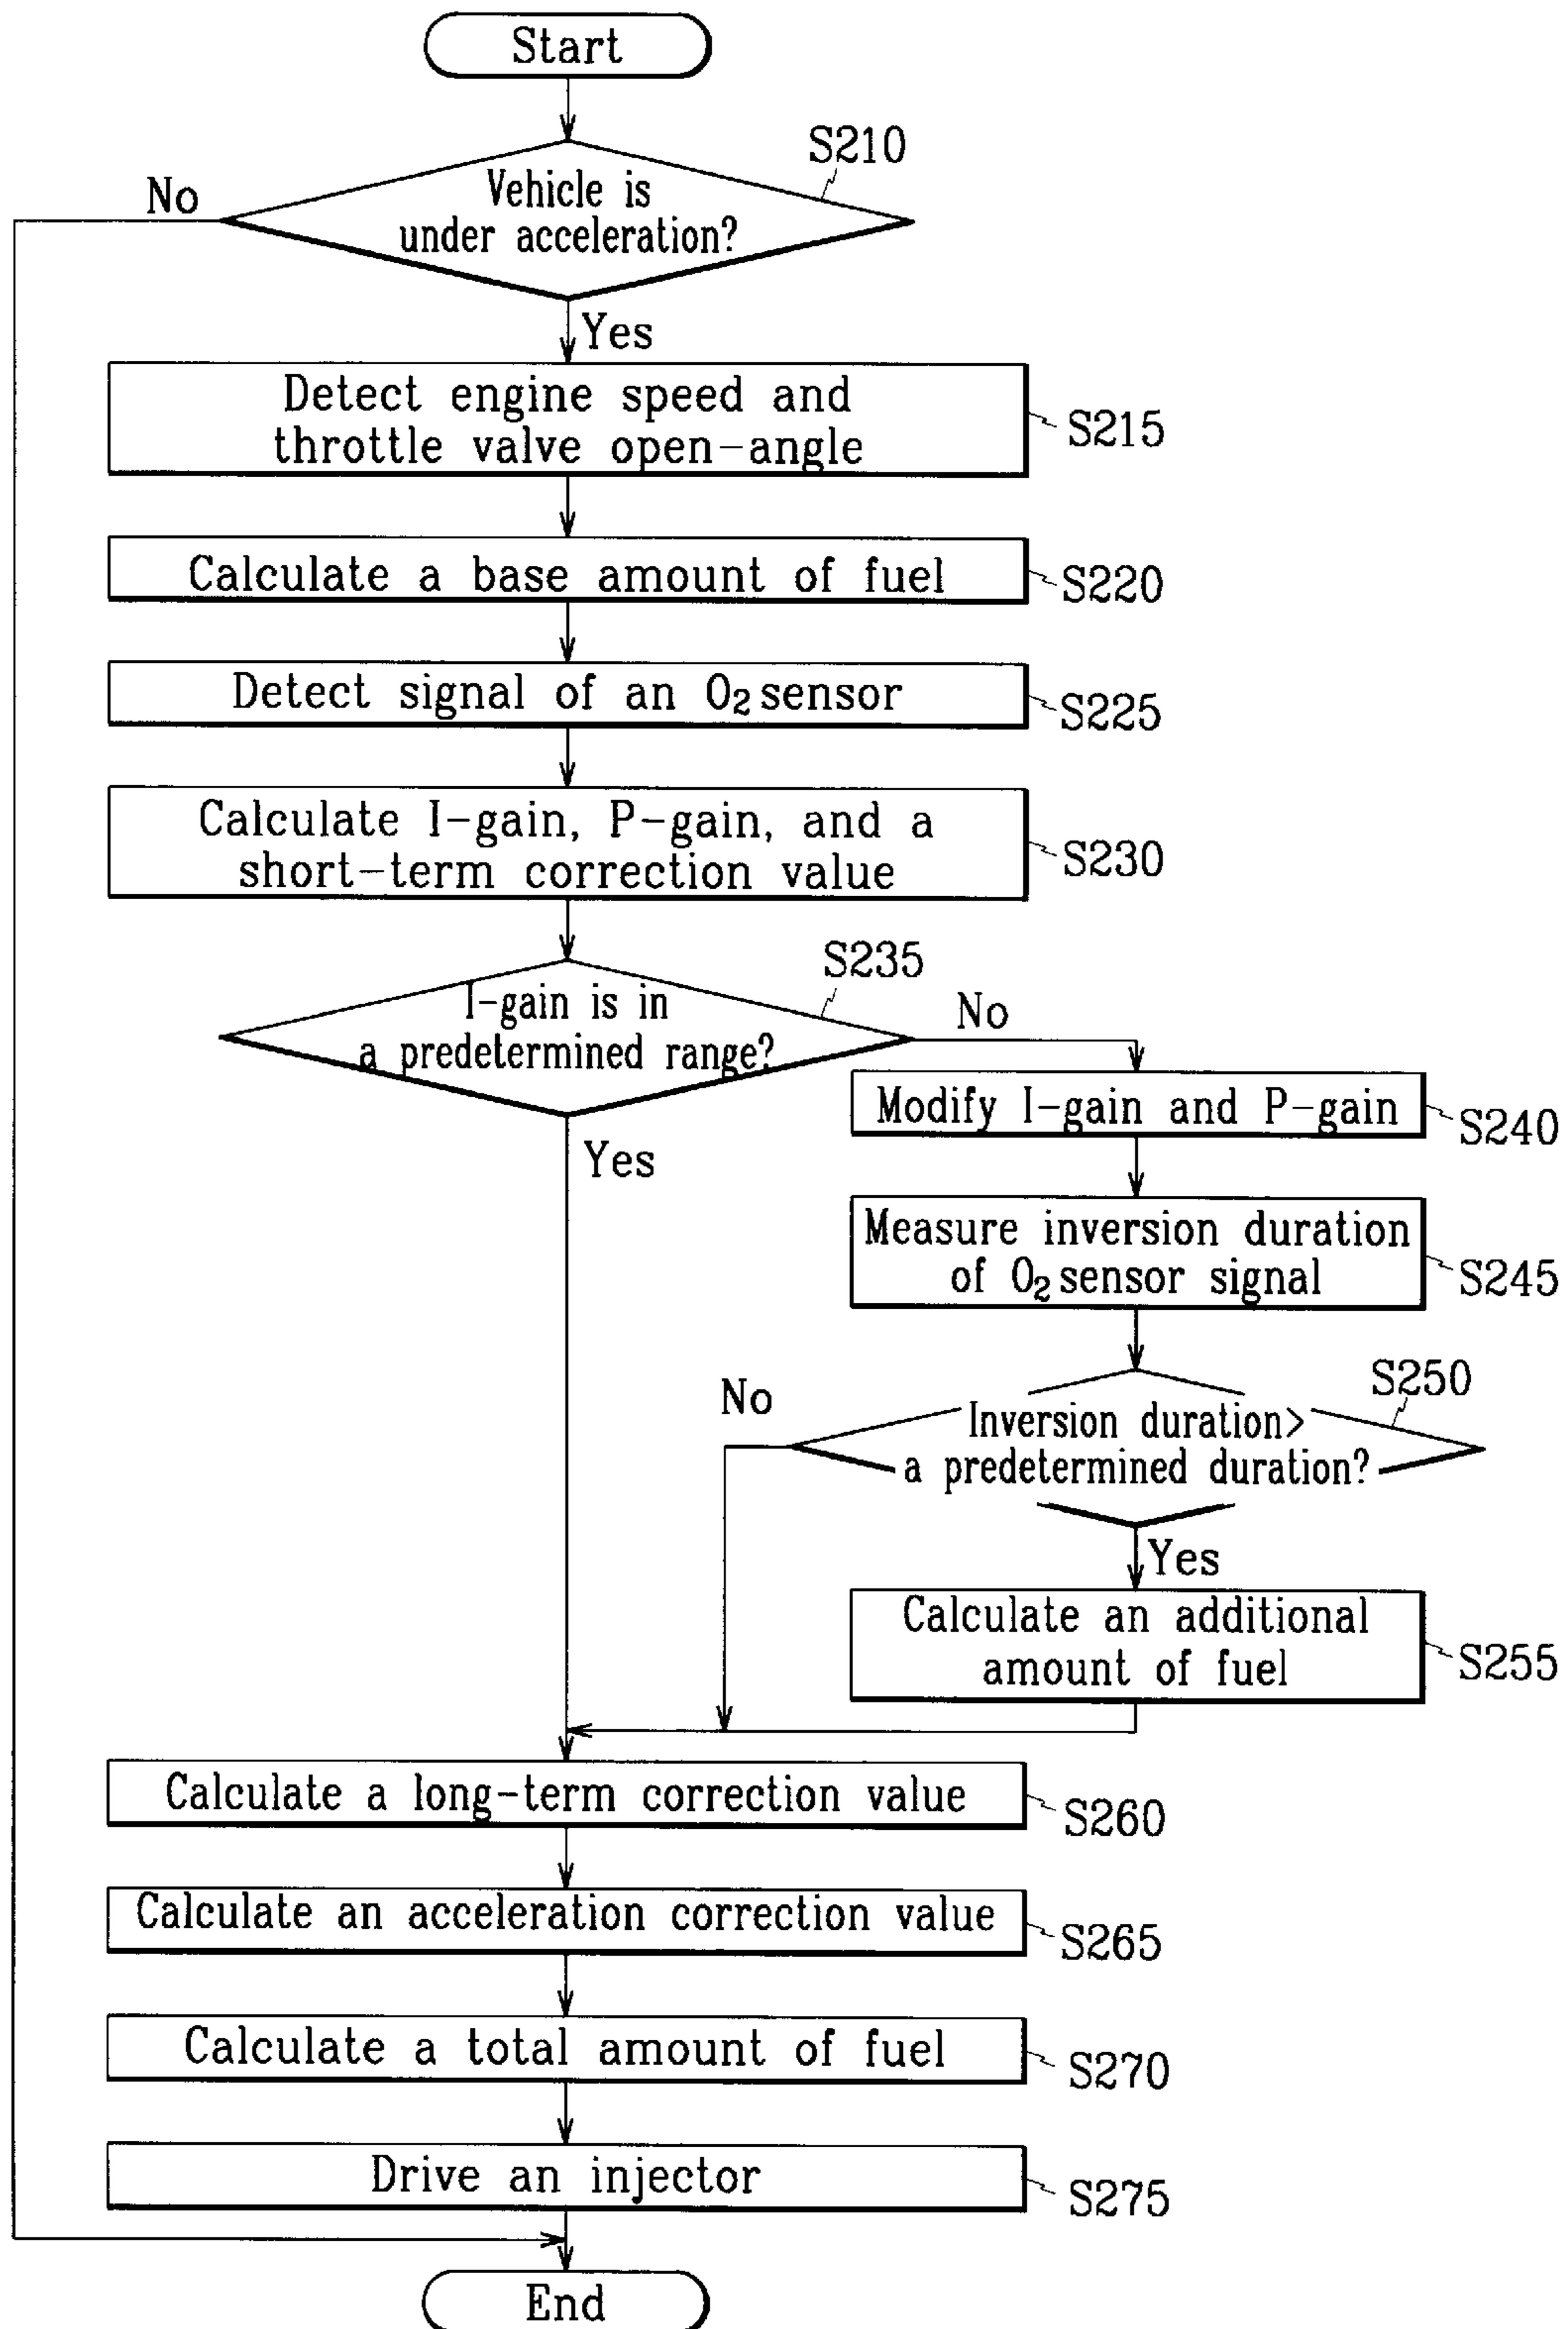 Start
S210
No
Vehicle is
under acceleration?
Yes
Detect engine speed and
throttle valve open-angle
S215
Calculate a base amount of fuel
S220
Detect signal of an O2 sensor
S225
Calculate I-gain, P-gain, and a
short-term correction value
S230
S235
I-gain is in
a predetermined range?
No
Yes
Modify I-gain and P-gain
S240
Measure inversion duration
of O2 sensor signal
S245
S250
No
Inversion duration>
a predetermined duration?
Yes
Calculate an additional
amount of fuel
S255
Calculate a long-term correction value
S260
Calculate an acceleration correction value
S265
Calculate a total amount of fuel
S270
Drive an injector
S275
End